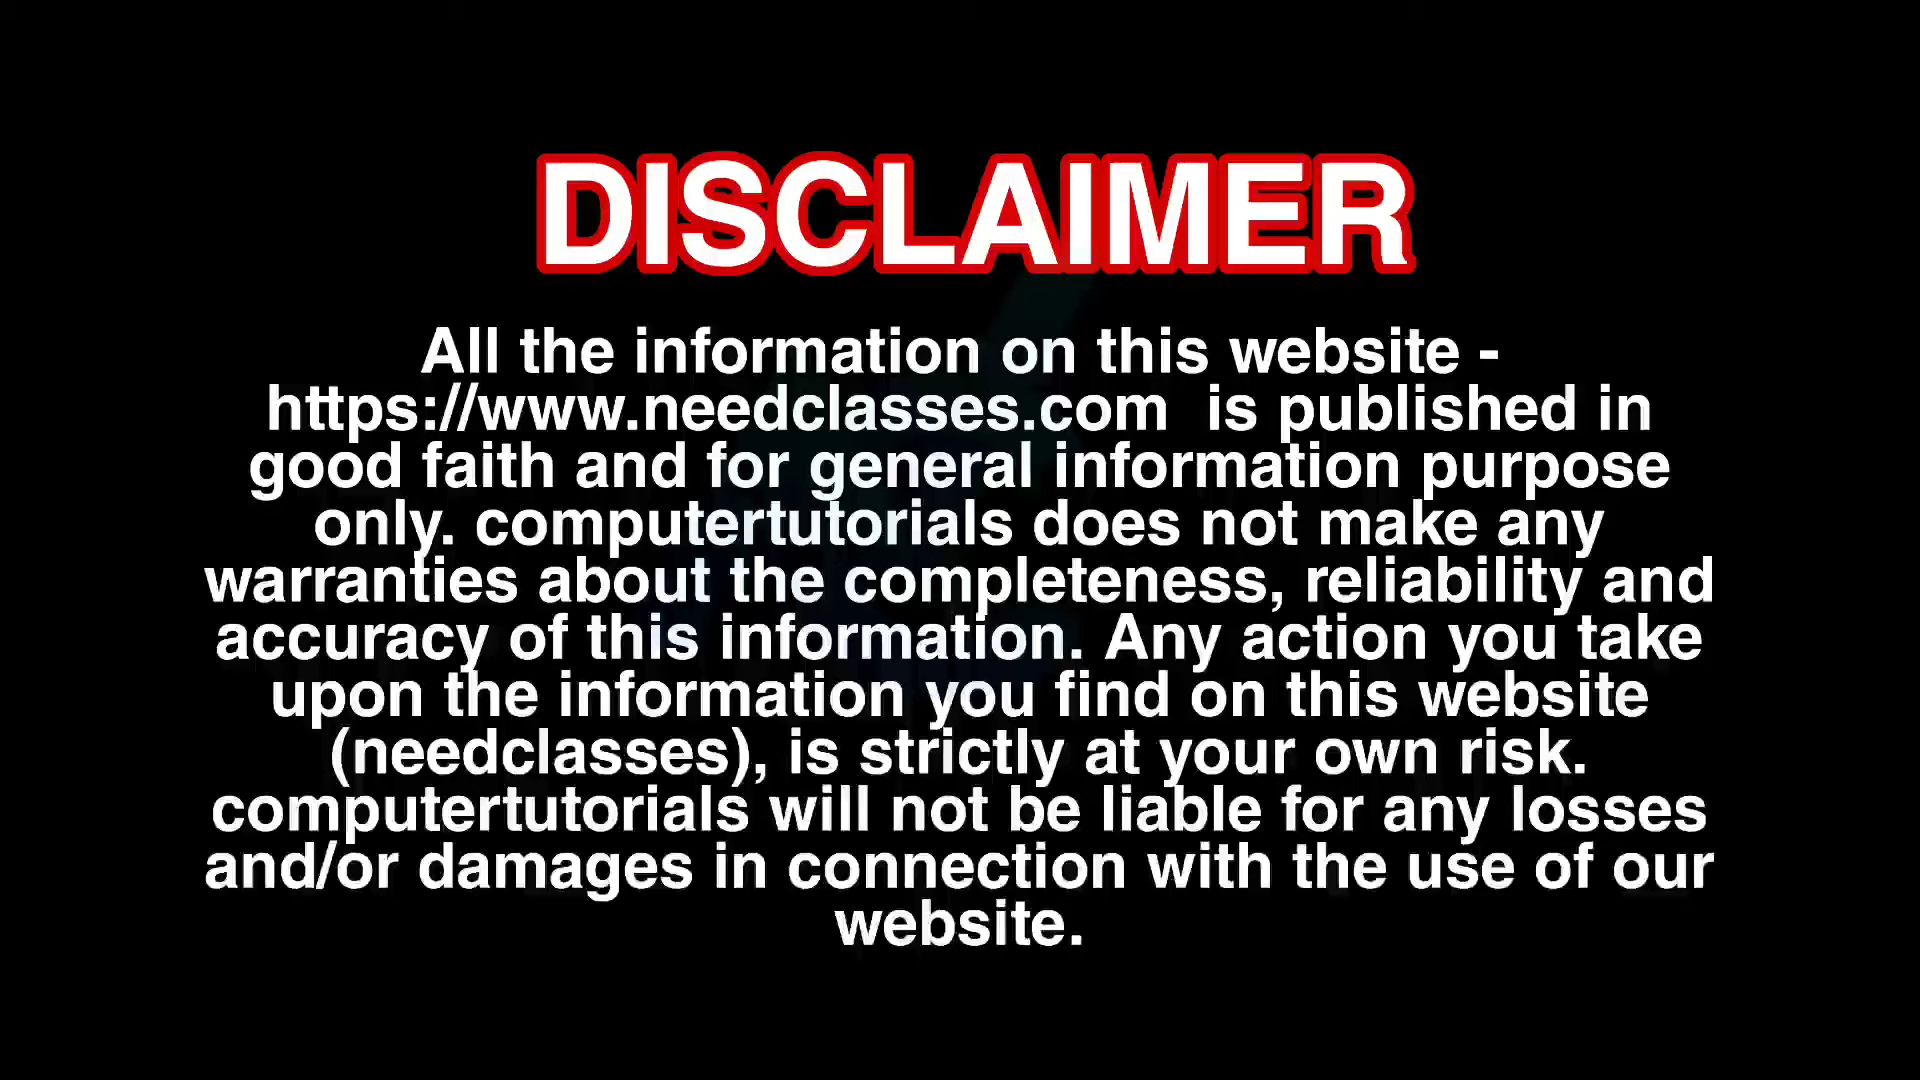 DISCLAIMER
All the information on this website -
https://www.needclasses.com  is published in
good faith and for general information purpose
only. computertutorials does not make any
warranties about the completeness, reliability and
accuracy of this information. Any action you take
upon the information you find on this website
(needclasses), is strictly at your own risk.
computertutorials will not be liable for any losses
and/or damages in connection with the use of our
website.